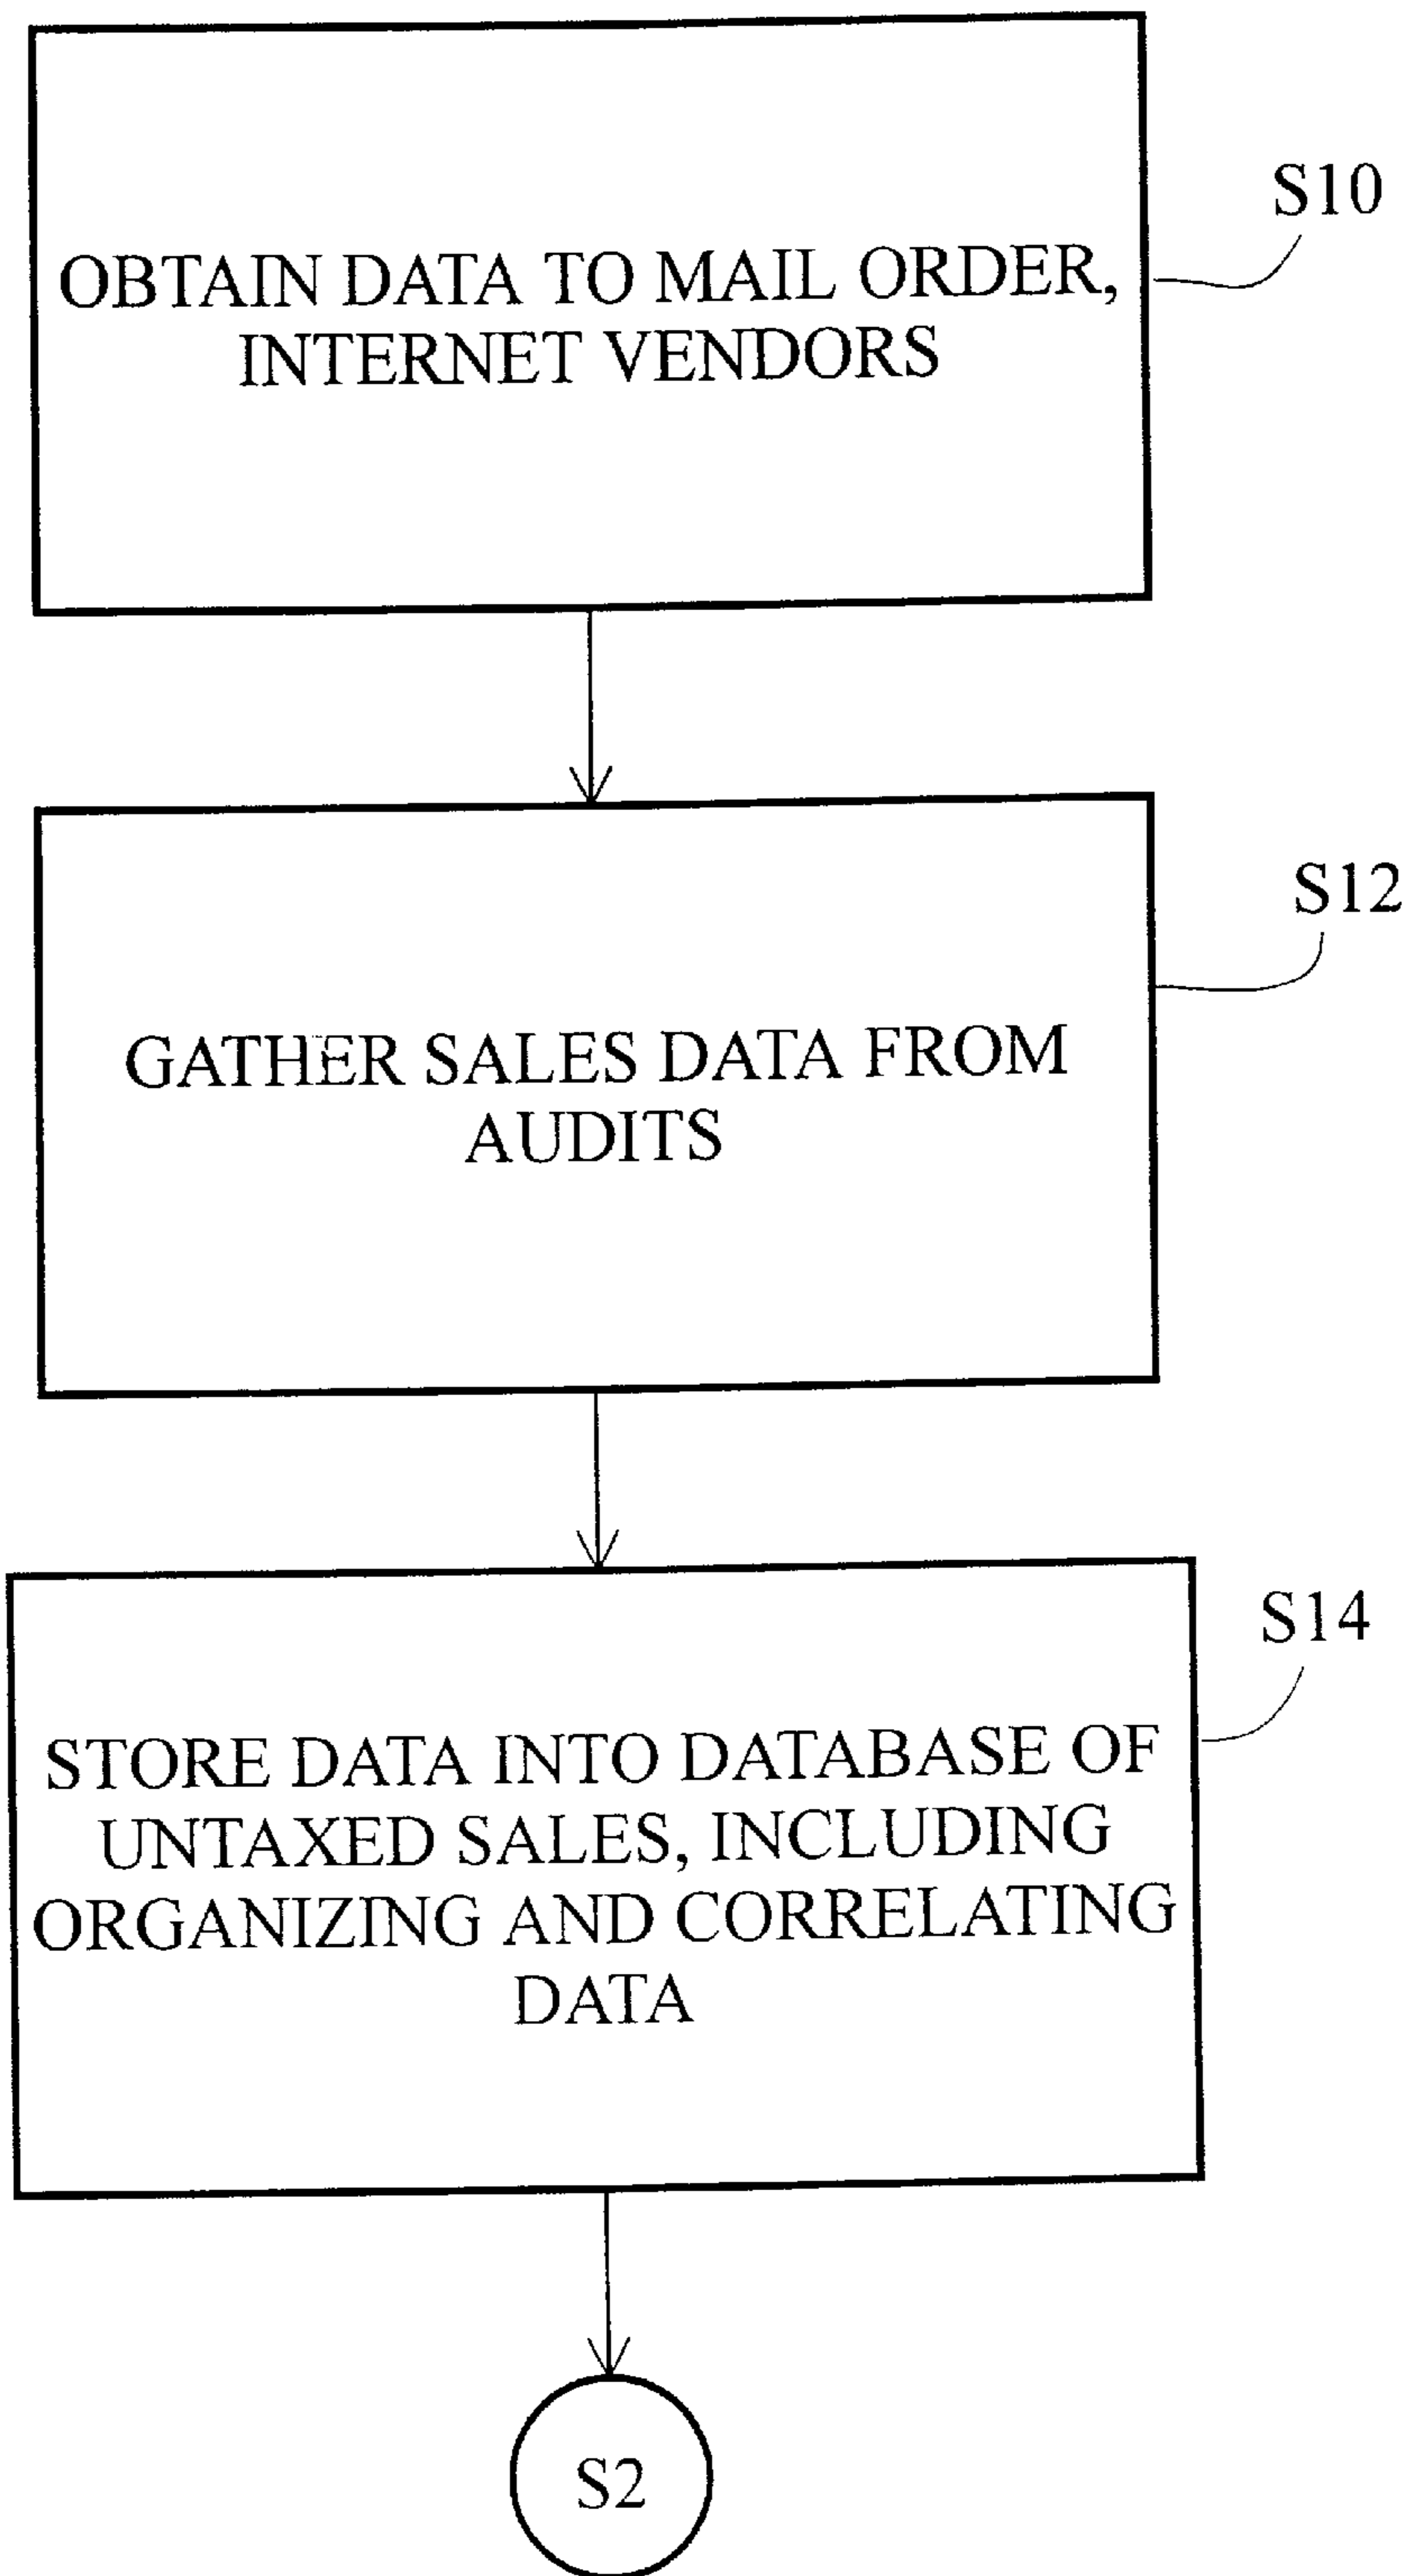 OBTAIN DATA TO MAIL ORDER,
INTERNET VENDORS
S10
GATHER SALES DATA FROM
AUDITS
S12
STORE DATA INTO DATABASE OF
UNTAXED SALES, INCLUDING
ORGANIZING AND CORRELATING
DATA
S14
S2